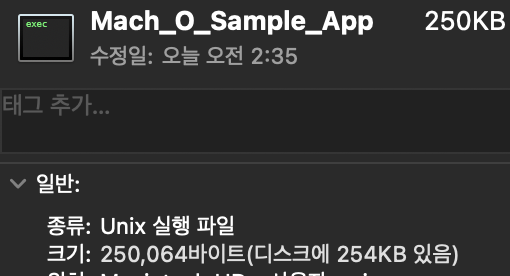 exec
Mach_O_Sample_App 250KB
수정일: 오늘 오전 2:35
태그 추가...
일반:
종류: Unix 실행 파일
크기: 250,064바이트(디스크에 254KB 있음)